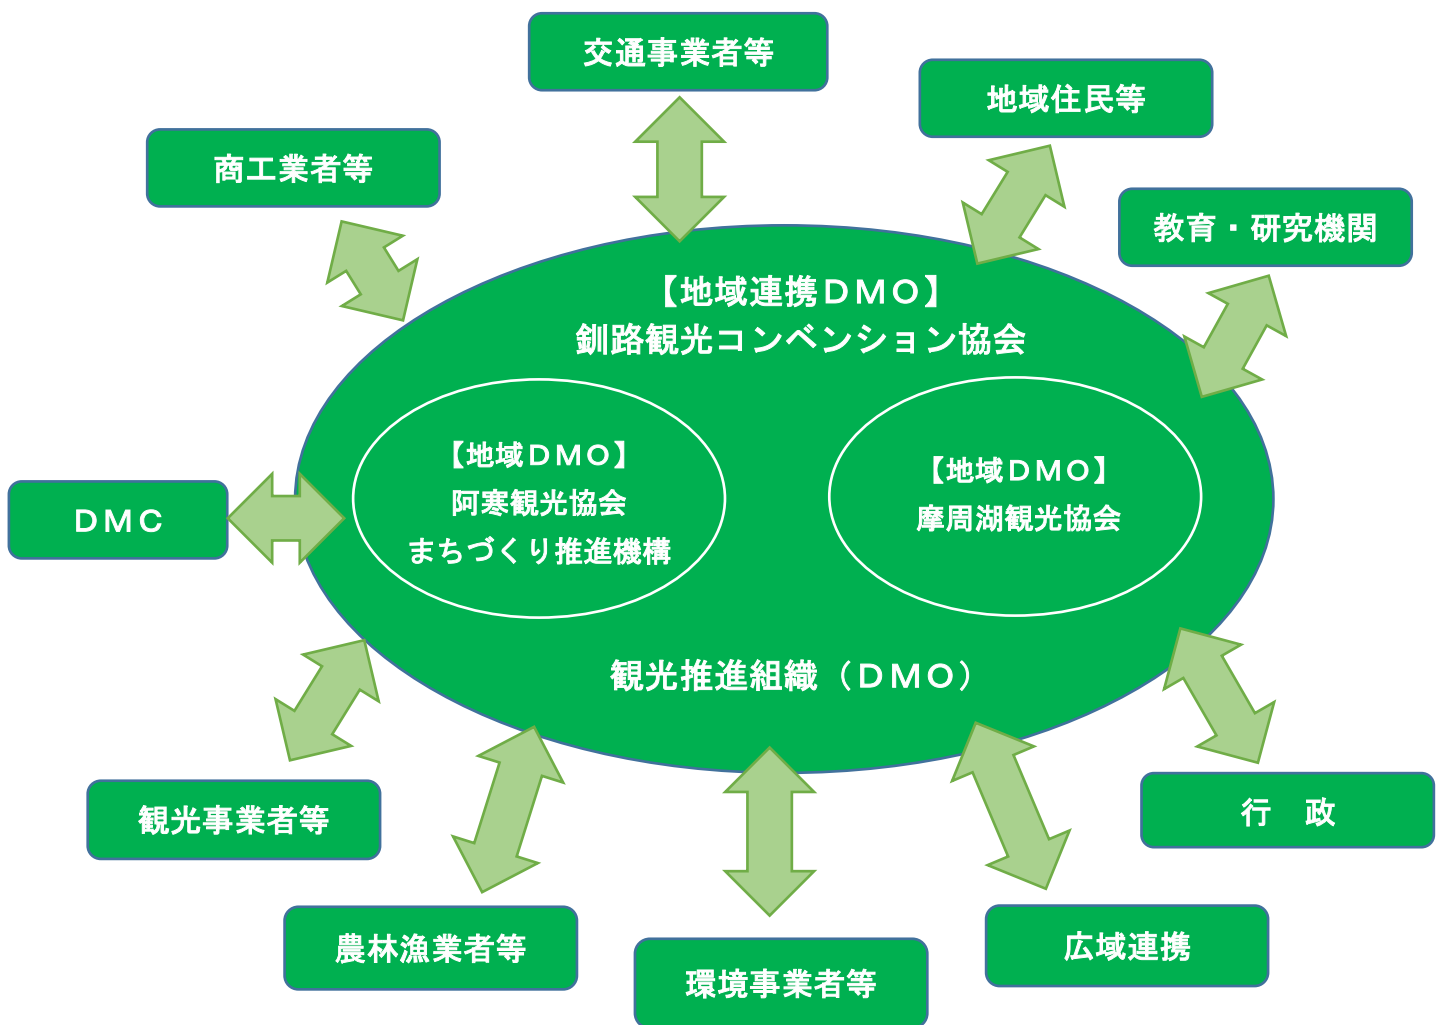 交通事業者等
地域住民等
商工業者等
教育・研究機関
【地域連携ＤＭＯ】
釧路観光コンベンション協会
【地域ＤＭＯ】
阿寒観光協会
まちづくり推進機構
【地域ＤＭＯ】
摩周湖観光協会
ＤＭＣ
観光推進組織（ＤＭＯ）
観光事業者等
行　政
農林漁業者等
環境事業者等
広域連携